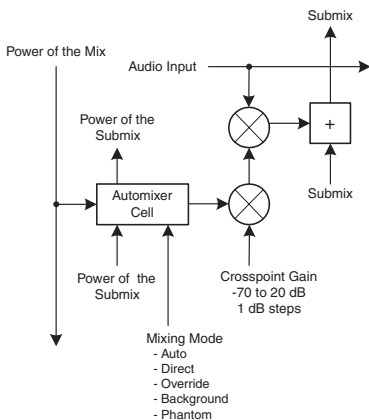 Submix
Power of the Mix
Audio Input
Power of the
Submix
+
Automixer
Cell
Submix
Power of  the
Submix
Crosspoint Gain
-70 to 20 dB
1 dB steps
Mixing Mode
- Auto
- Direct
- Override
- Background
- Phantom